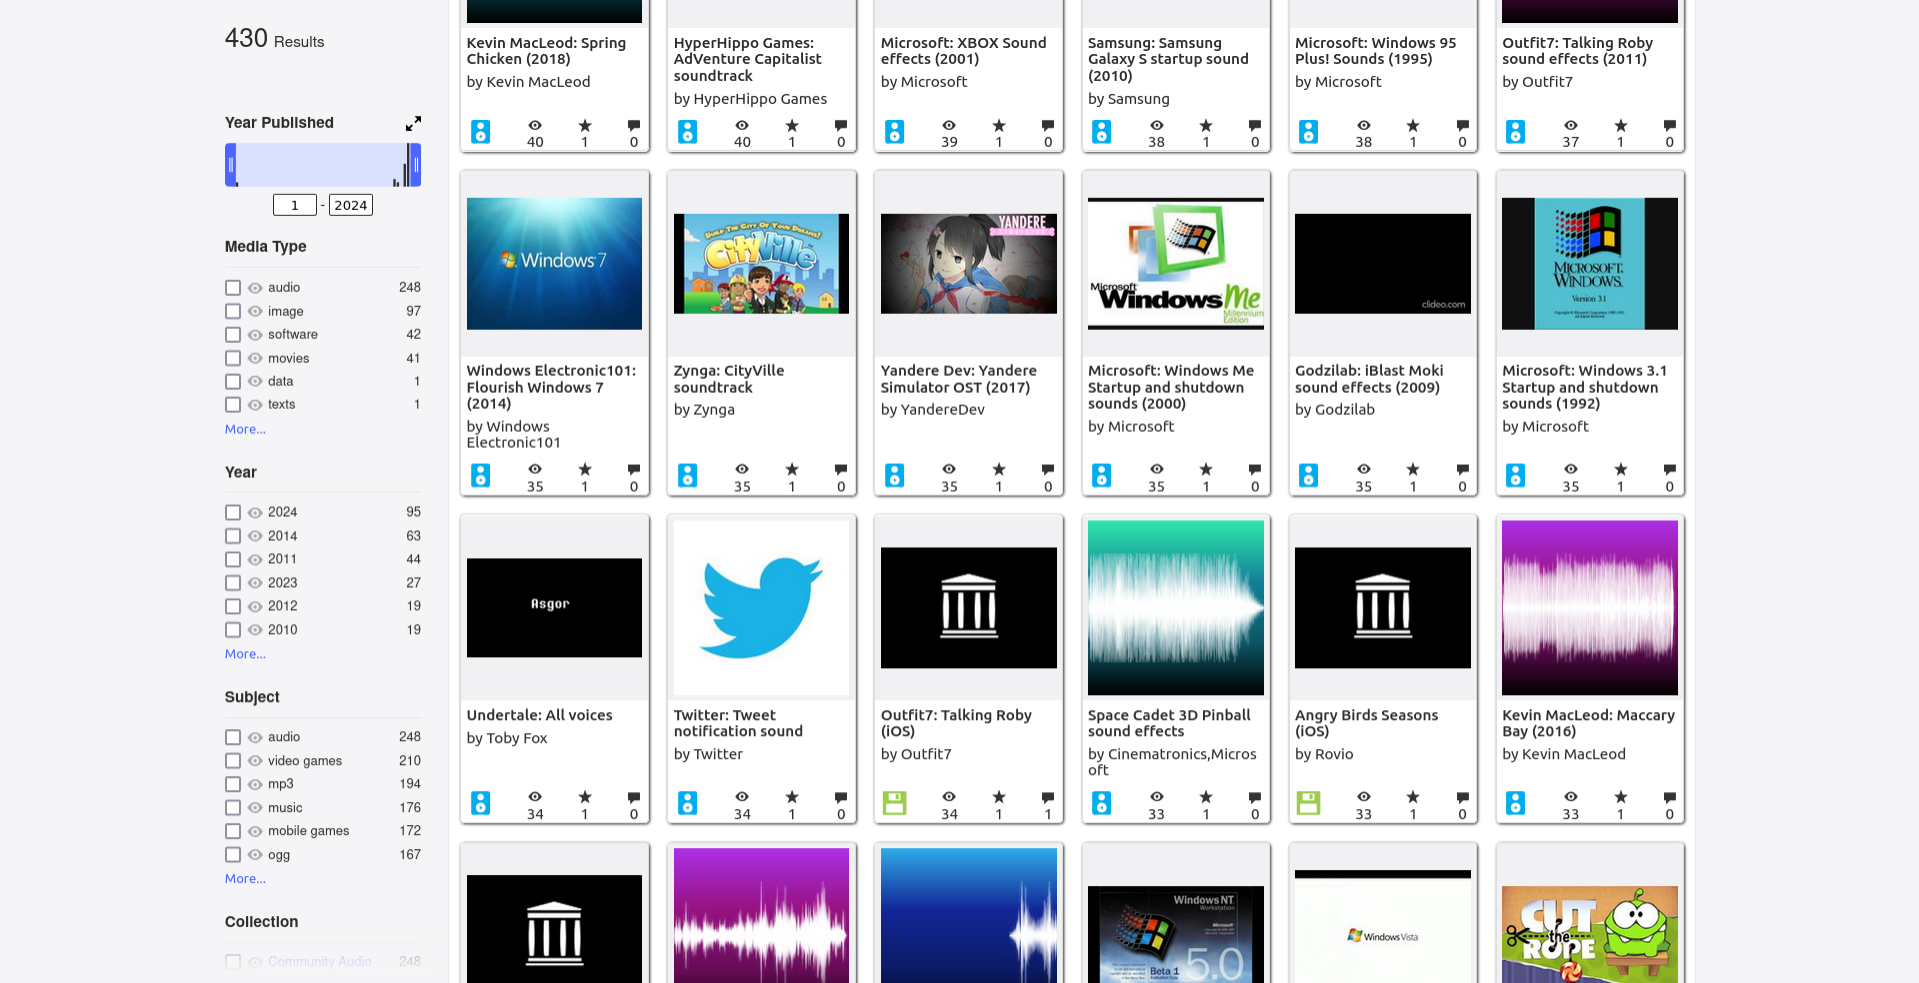 430 Results
Year Published
1 - 2024
Media Type
audio 248
image 97
software 42
movies 41
data 1
texts 1
More...
Year
2024 95
2014 63
2011 44
2023 27
2012 19
2010 19
More...
Subject
audio 248
video games 210
mp3 194
music 176
mobile games 172
ogg 167
More...
Collection
Community Audio 248
Kevin MacLeod: Spring
Chicken (2018)
by Kevin MacLeod
40 1 0
HyperHippo Games:
AdVenture Capitalist
soundtrack
by HyperHippo Games
40 1 0
Microsoft: XBOX Sound
effects (2001)
by Microsoft
39 1 0
Samsung: Samsung
Galaxy S startup sound
(2010)
by Samsung
38 1 0
Microsoft: Windows 95
Plus! Sounds (1995)
by Microsoft
38 1 0
Outfit7: Talking Roby
sound effects (2011)
by Outfit7
37 1 0
Windows 7
Windows Electronic101:
Flourish Windows 7
(2014)
by Windows
Electronic101
35 1 0
BUILD THE CITY OF YOUR DREAMS!
CityVille
Zynga: CityVille
soundtrack
by Zynga
35 1 0
YANDERE
Yandere Dev: Yandere
Simulator OST (2017)
by YandereDev
35 1 0
Microsoft
Windows Me
Millennium
Edition
Microsoft: Windows Me
Startup and shutdown
sounds (2000)
by Microsoft
35 1 0
clideo.com
Godzilab: iBlast Moki
sound effects (2009)
by Godzilab
35 1 0
MICROSOFT.
WINDOWS.
Version 3.1
Microsoft: Windows 3.1
Startup and shutdown
sounds (1992)
by Microsoft
35 1 0
Asgor
Undertale: All voices
by Toby Fox
34 1 0
Twitter: Tweet
notification sound
by Twitter
34 1 0
Outfit7: Talking Roby
(iOS)
by Outfit7
34 1 1
Space Cadet 3D Pinball
sound effects
by Cinematronics,Micros
oft
33 1 0
Angry Birds Seasons
(iOS)
by Rovio
33 1 0
Kevin MacLeod: Maccary
Bay (2016)
by Kevin MacLeod
33 1 0
Windows NT
Workstation
Microsoft
5.0
Beta 1
Windows Vista
CUT
the
ROPE